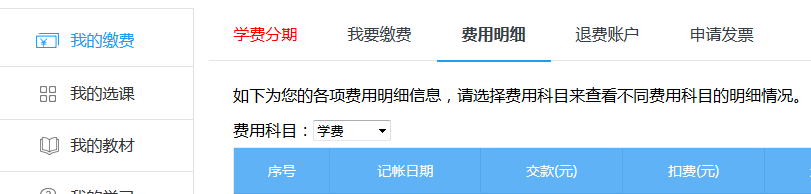 我的缴费
我的选课
我的教材
学费分期 我要缴费 费用明细 退费账户 申请发票
如下为您的各项费用明细信息，请选择费用科目来查看不同费用科目的明细情况。
费用科目：学费
序号 记帐日期 交款(元) 扣费(元)